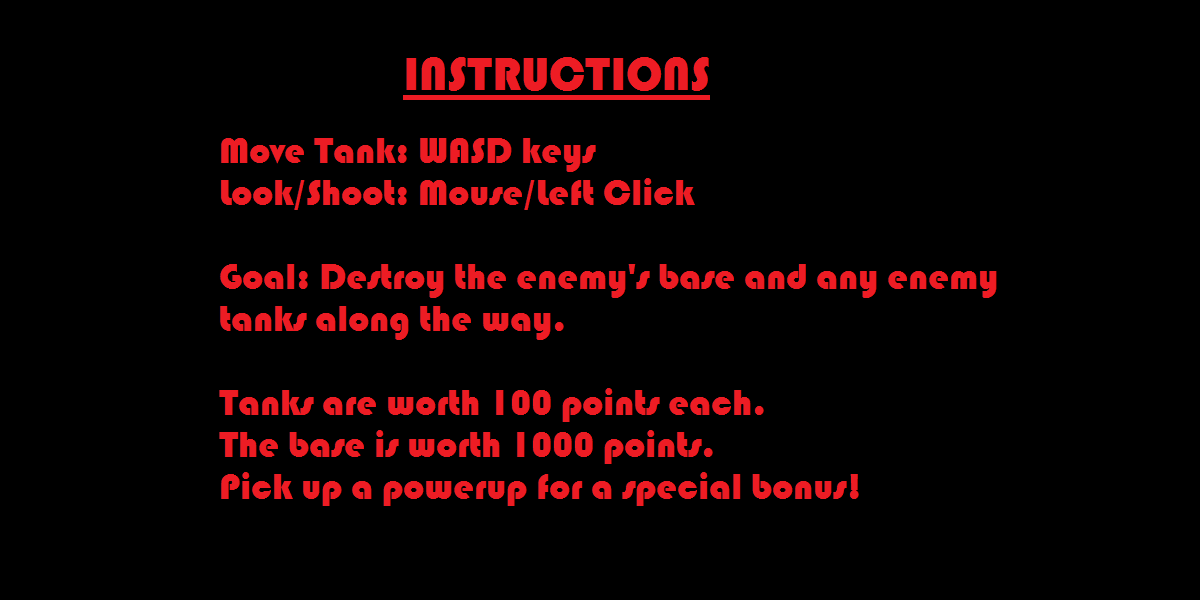 INSTRUCTIONS
Move Tank: WASD keys
Look/Shoot: Mouse/Left Click
Goal: Destroy the enemy's base and any enemy
tanks along the way.
Tanks are worth 100 points each.
The base is worth 1000 points.
Pick up a powerup for a special bonus!